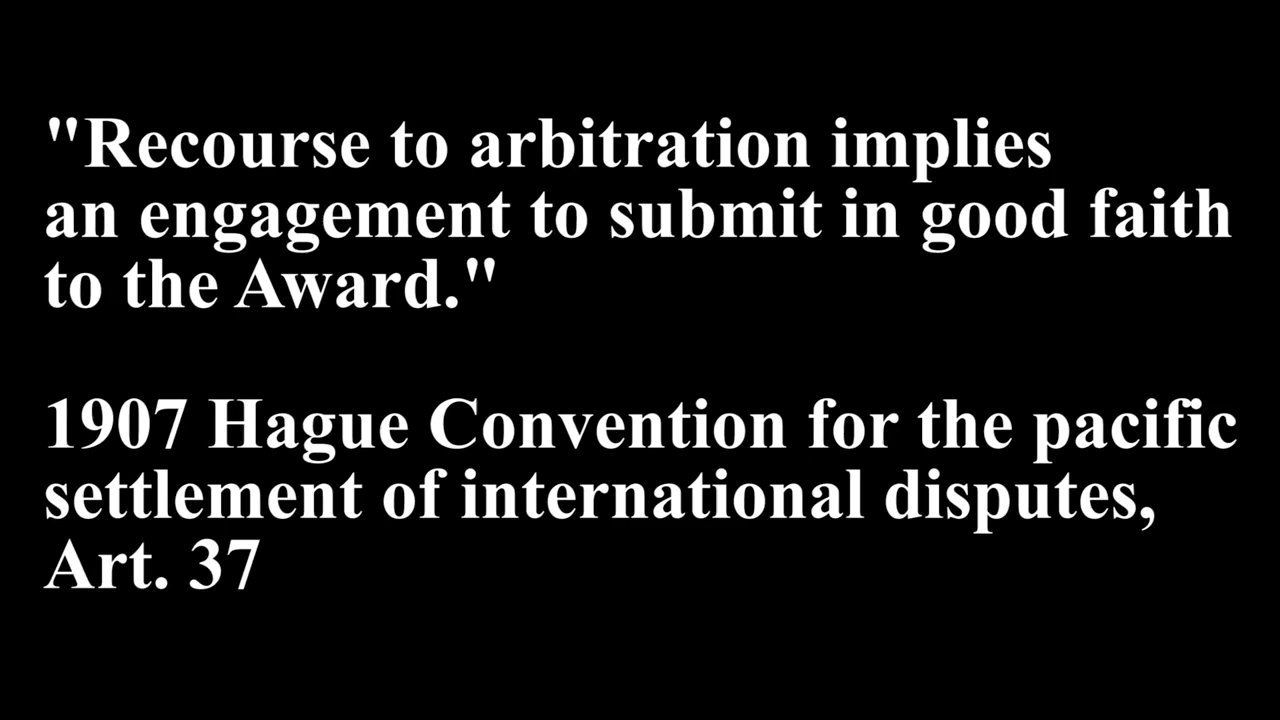 "Recourse to arbitration implies
an engagement to submit in good faith
to the Award."
1907 Hague Convention for the pacific
settlement of international disputes,
Art. 37